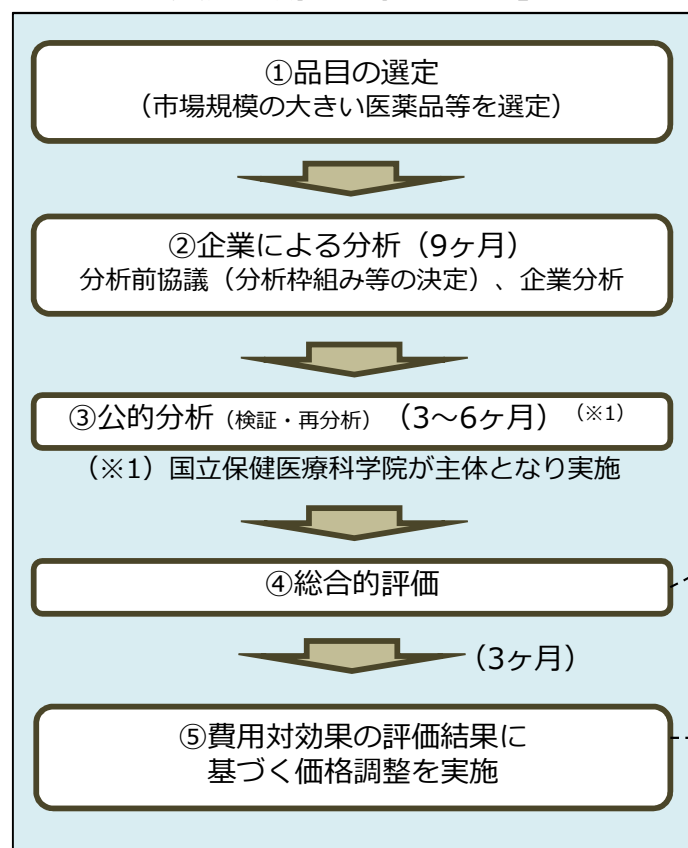 ①品目の選定
（市場規模の大きい医薬品等を選定）
②企業による分析（9ヶ月）
分析前協議（分析枠組み等の決定）、企業分析
③公的分析（検証・再分析）（3～6ヶ月）（※1）
（※1）国立保健医療科学院が主体となり実施
④総合的評価
（3ヶ月）
⑤費用対効果の評価結果に
基づく価格調整を実施